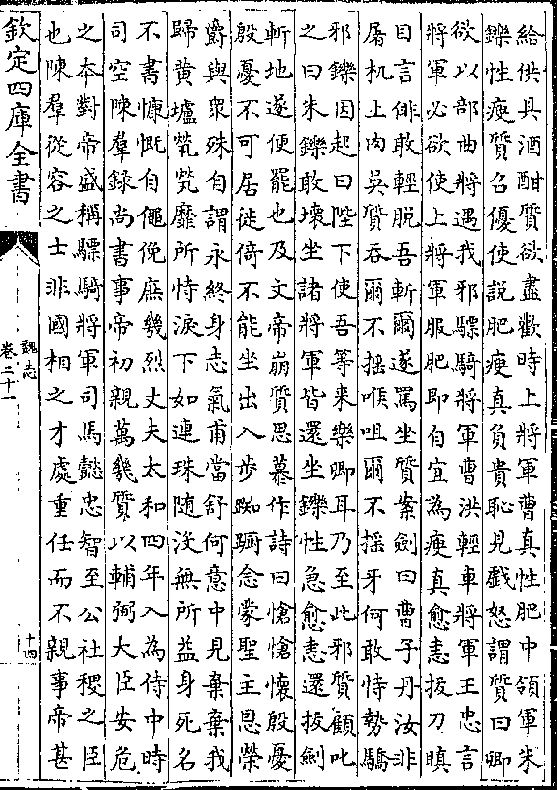 給供具酒酣質欲盡歡時上將軍曹真性肥中領軍朱
鑠性瘦質召優使說肥瘦真負貴恥見戲怒謂質曰卿
欲以部曲將遇我邪驃騎將軍曹洪輕車將軍王忠言
將軍必欲使上將軍服肥即自宜為瘦真愈恚拔刀瞋
目言俳敢輕脫吾斬爾遂罵坐質案劒曰曹子丹汝非
屠机上肉吳質吞爾不搖喉咀爾不搖牙何敢恃勢驕
邪鑠因起曰陛下使吾等來樂卿耳乃至此邪質顧叱
之曰朱鑠敢壞坐諸將軍皆還坐鑠性急愈恚還拔劒
斬地遂便罷也及文帝崩質思慕作詩曰愴愴懷殷憂
殷憂不可居徙倚不能坐出入步踟躕念蒙聖主恩榮
爵與衆殊自謂永終身志氣甫當舒何意中見棄棄我
歸黃壚煢煢靡所恃淚下如連珠隨沒無所益身死名
不書慷慨自僶俛庶幾烈丈夫太和四年入為侍中時
司空陳羣錄尚書事帝初親萬幾質以輔弼大臣安危
之本對帝盛稱驃騎將軍司馬懿忠智至公社稷之臣
也陳羣從容之士非國相之才處重任而不親事帝甚
欽定四庫全書
魏志
卷二十一
十四